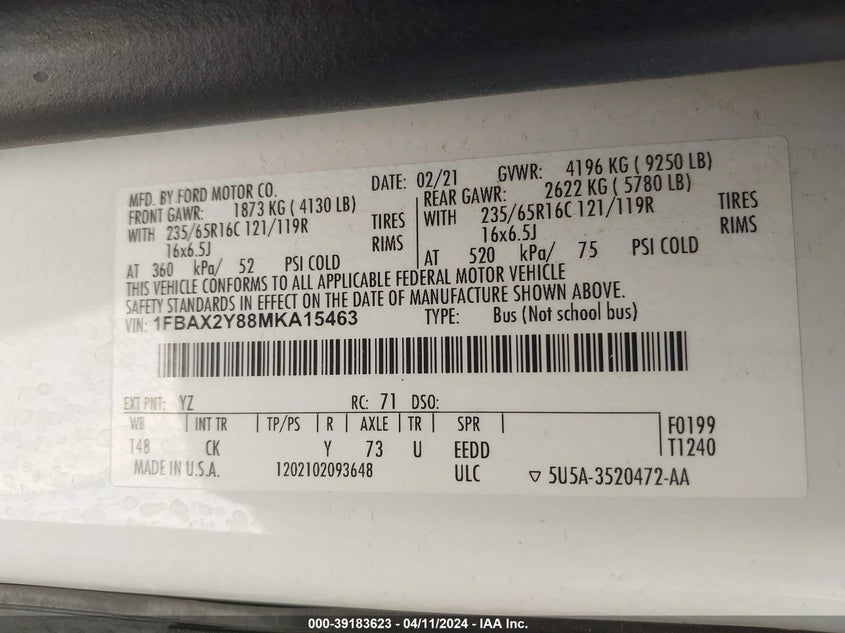 MFD. BY FORD MOTOR CO. DATE: 02/21 GVWR: 4196 KG ( 9250 LB)
FRONT GAWR: 1873 KG ( 4130 LB) REAR GAWR: 2622 KG ( 5780 LB)
WITH 235/65R16C 121/119R TIRES WITH 235/65R16C 121/119R TIRES
16x6.5J RIMS 16x6.5J RIMS
AT 360 kPa/ 52 PSI COLD AT 520 kPa/ 75 PSI COLD
THIS VEHICLE CONFORMS TO ALL APPLICABLE FEDERAL MOTOR VEHICLE
SAFETY STANDARDS IN EFFECT ON THE DATE OF MANUFACTURE SHOWN ABOVE.
VIN: 1FBAX2Y88MKA15463 TYPE: Bus (Not school bus)
EXT PNT: YZ RC: 71 DSO:
WB INT TR TP/PS R AXLE TR SPR F0199
148 CK Y 73 U EEDD T1240
MADE IN U.S.A. 1202102093648 ULC ▽ 5U5A-3520472-AA
000-39183623 - 04/11/2024 - IAA Inc.